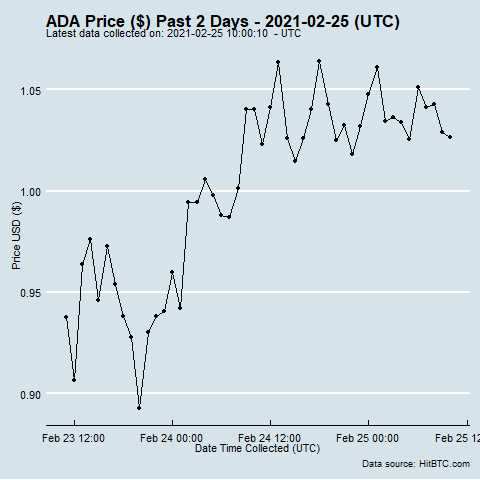 ADA Price ($) Past 2 Days - 2021-02-25 (UTC)
Latest data collected on: 2021-02-25 10:00:10 - UTC
1.05
1.00
0.95
0.90
Price USD ($)
Feb 23 12:00
Feb 24 00:00
Feb 24 12:00
Feb 25 00:00
Feb 25 12
Date Time Collected (UTC)
Data source: HitBTC.com